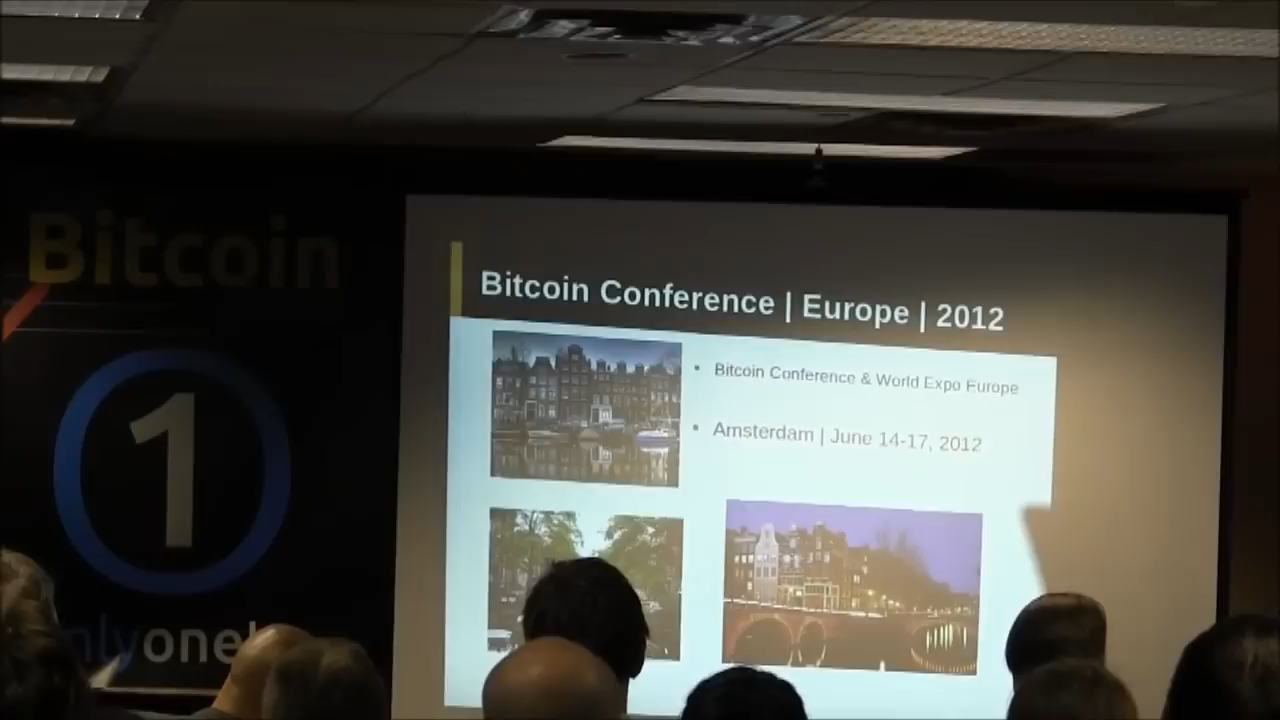 Bitcoin
1
Bitcoin Conference | Europe | 2012
• Bitcoin Conference & World Expo Europe
• Amsterdam | June 14-17, 2012